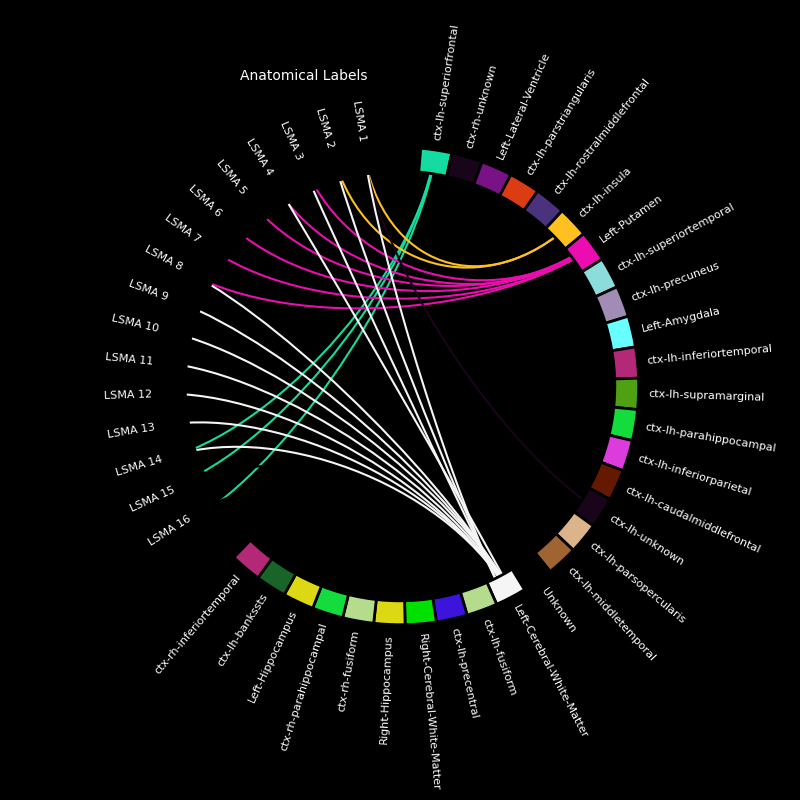 Anatomical Labels
LSMA 1
LSMA 2
LSMA 3
LSMA 4
LSMA 5
LSMA 6
LSMA 7
LSMA 8
LSMA 9
LSMA 10
LSMA 11
LSMA 12
LSMA 13
LSMA 14
LSMA 15
LSMA 16
ctx-lh-superiorfrontal
ctx-rh-unknown
Left-Lateral-Ventricle
ctx-lh-parstriangularis
ctx-lh-rostralmiddlefrontal
ctx-lh-insula
Left-Putamen
ctx-lh-superiortemporal
ctx-lh-precuneus
Left-Amygdala
ctx-lh-inferiortemporal
ctx-lh-supramarginal
ctx-lh-parahippocampal
ctx-lh-inferiorparietal
ctx-lh-caudalmiddlefrontal
ctx-lh-unknown
ctx-lh-parsopercularis
ctx-lh-middletemporal
Unknown
Left-Cerebral-White-Matter
ctx-lh-fusiform
ctx-lh-precentral
Right-Cerebral-White-Matter
Right-Hippocampus
ctx-rh-fusiform
ctx-rh-parahippocampal
Left-Hippocampus
ctx-lh-bankssts
ctx-rh-inferiortemporal